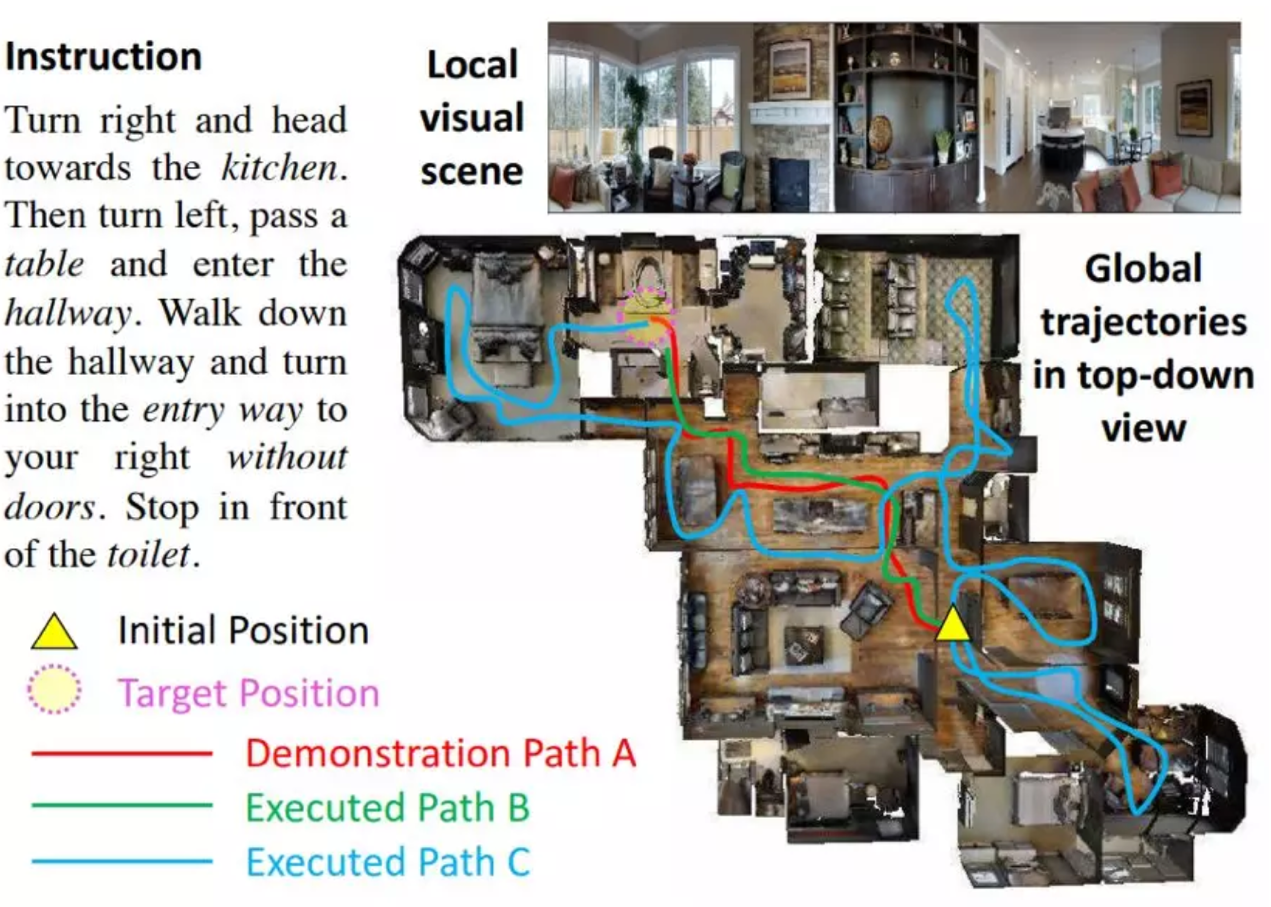 Instruction
Turn right and head
towards the kitchen.
Then turn left, pass a
table and enter the
hallway. Walk down
the hallway and turn
into the entry way to
your right without
doors. Stop in front
of the toilet.
Initial Position
Target Position
Demonstration Path A
Executed Path B
Executed Path C
Local
visual
scene
Global
trajectories
in top-down
view